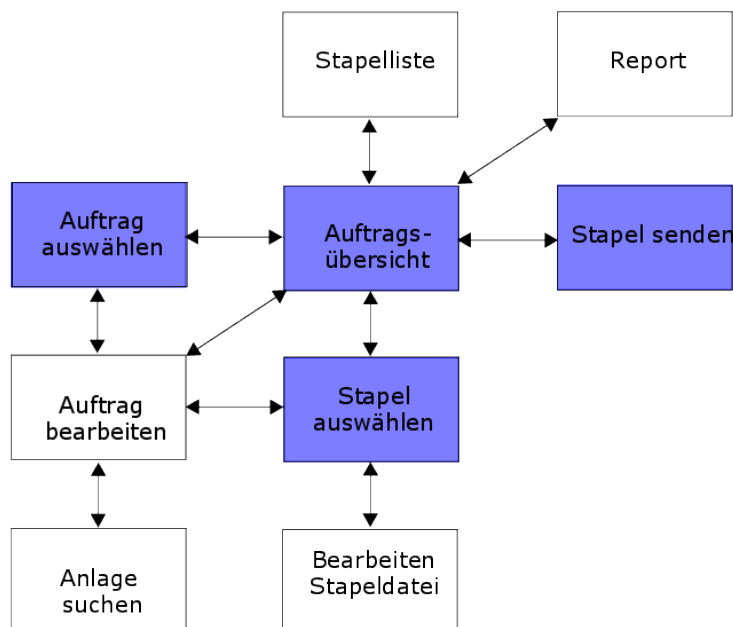 Stapelliste
Report
Auftrag
auswählen
Auftrags-
übersicht
Stapel senden
Auftrag
bearbeiten
Stapel
auswählen
Anlage
suchen
Bearbeiten
Stapeldatei